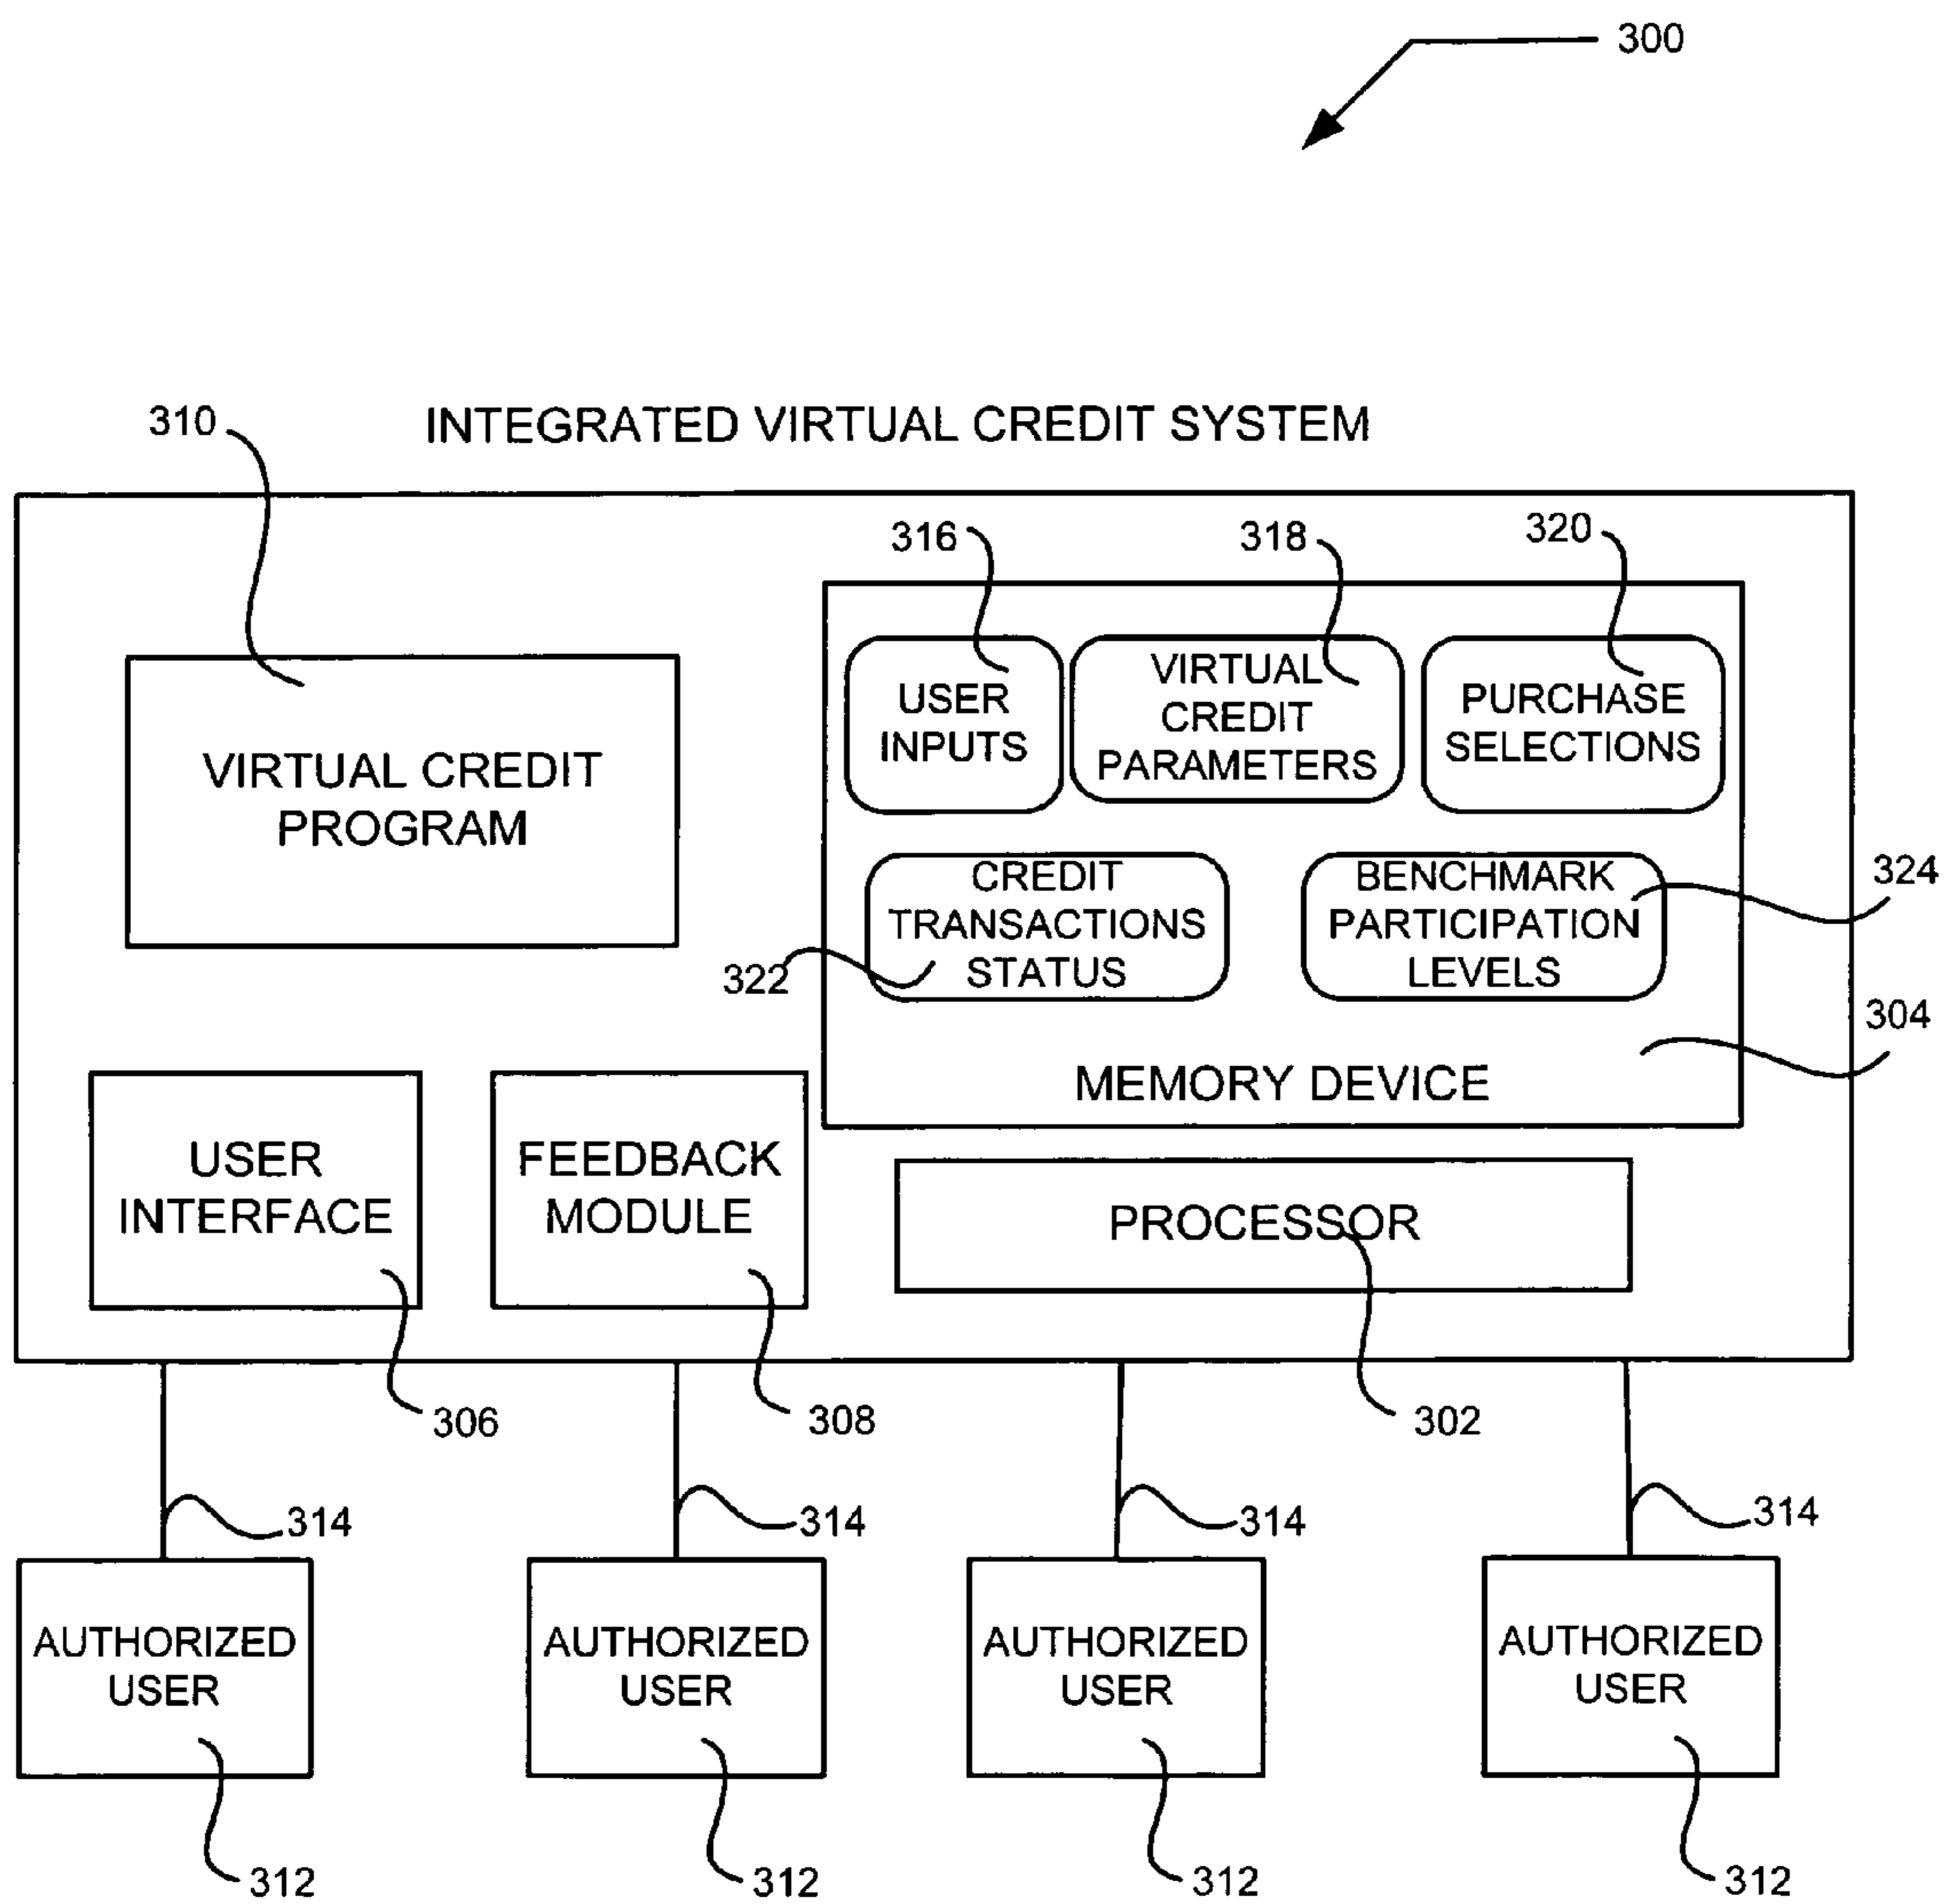 300
310
INTEGRATED VIRTUAL CREDIT SYSTEM
316
318
320
USER
INPUTS
VIRTUAL
CREDIT
PARAMETERS
PURCHASE
SELECTIONS
VIRTUAL CREDIT
PROGRAM
CREDIT
TRANSACTIONS
STATUS
BENCHMARK
PARTICIPATION
LEVELS
324
322
304
MEMORY DEVICE
USER
INTERFACE
FEEDBACK
MODULE
PROCESSOR
306
308
302
314
314
314
314
AUTHORIZED
USER
AUTHORIZED
USER
AUTHORIZED
USER
AUTHORIZED
USER
312
312
312
312